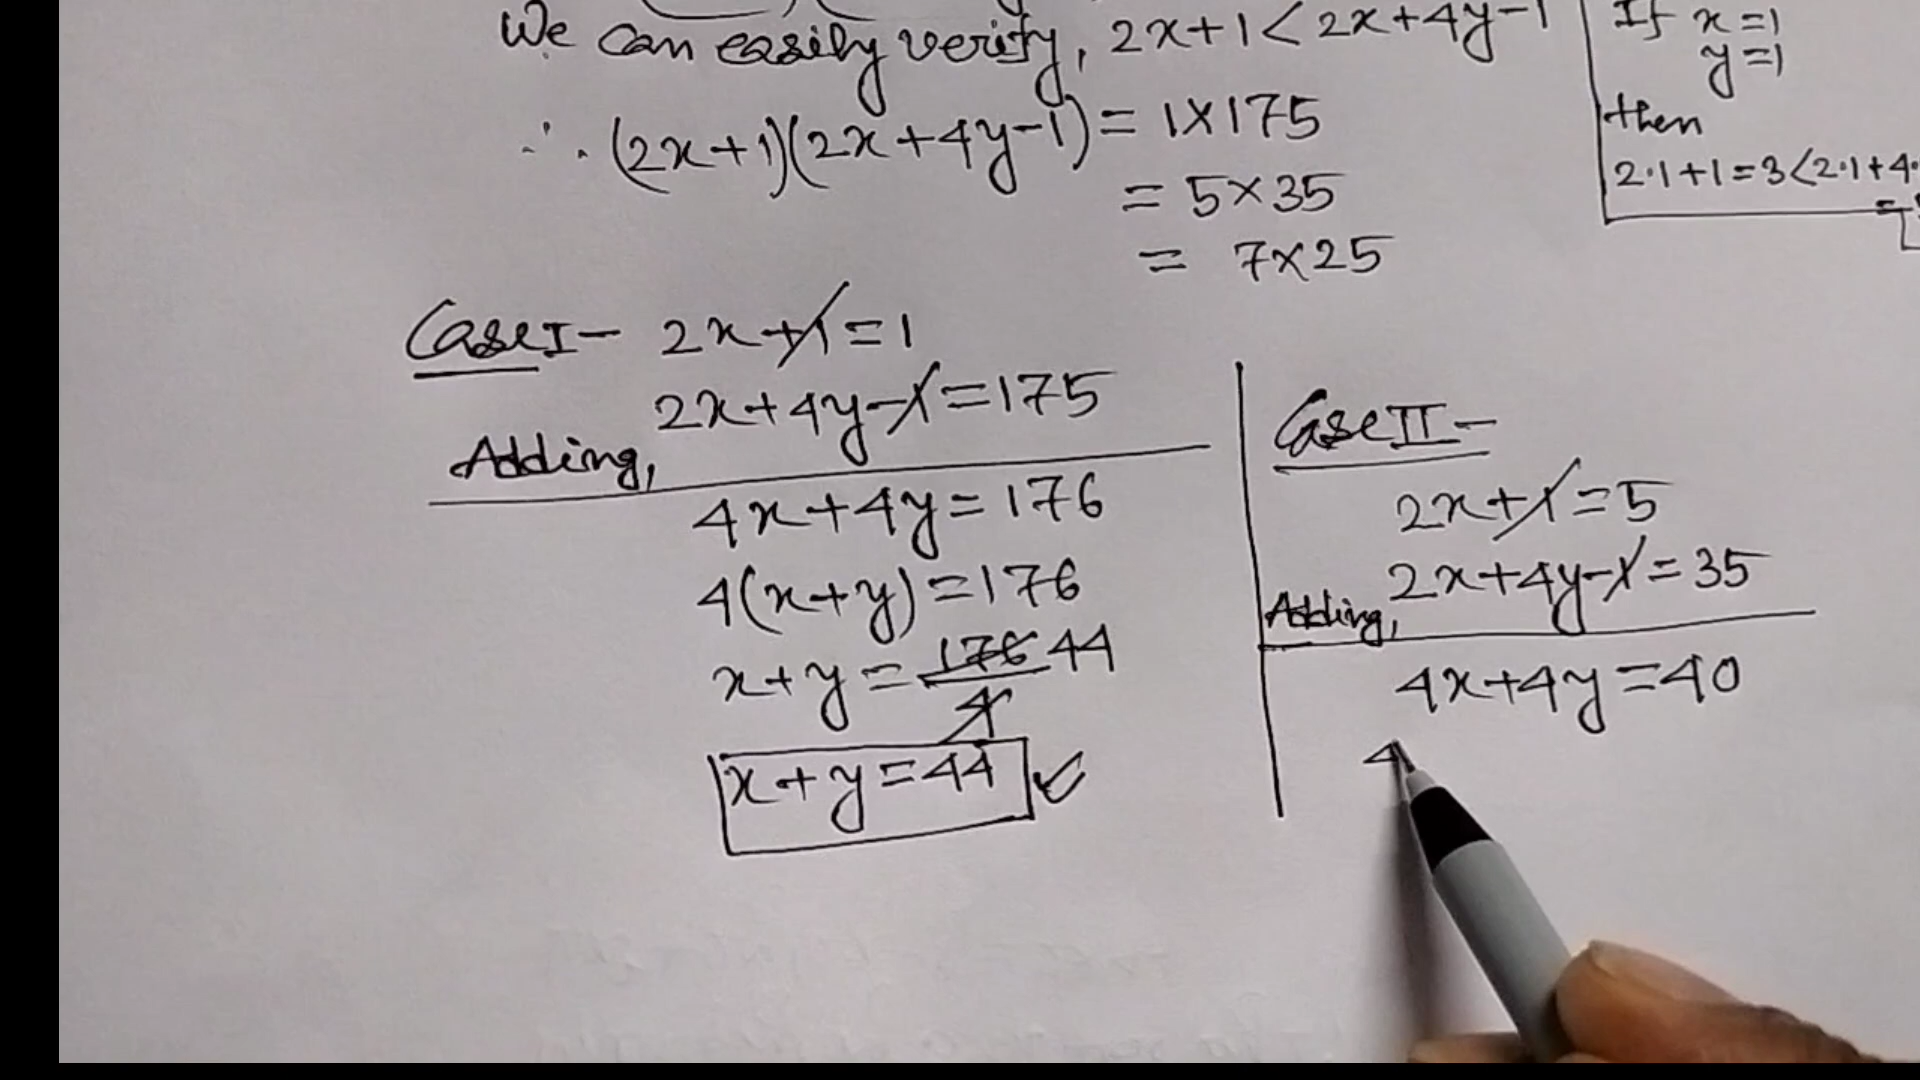 We can easily verify, 2x+1<2x+4y-1
∴ (2x+1)(2x+4y-1) = 1×175
= 5×35
= 7×25
If x=1
y=1
then
2·1+1=3<2·1+4·
=
Case I - 2x+1=1
2x+4y-1=175
Adding,
4x+4y=176
4(x+y)=176
x+y=176/4 44
x+y=44 ✓
Case II -
2x+1=5
2x+4y-1=35
Adding,
4x+4y=40
4